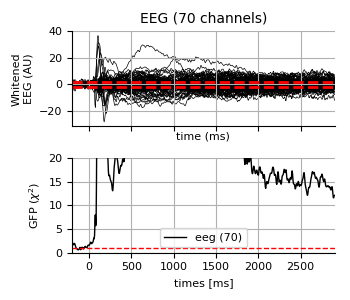 EEG (70 channels)
Whitened
EEG (AU)
40
20
0
−20
time (ms)
GFP (χ²)
20
15
10
5
0
eeg (70)
0
500
1000
1500
2000
2500
times [ms]